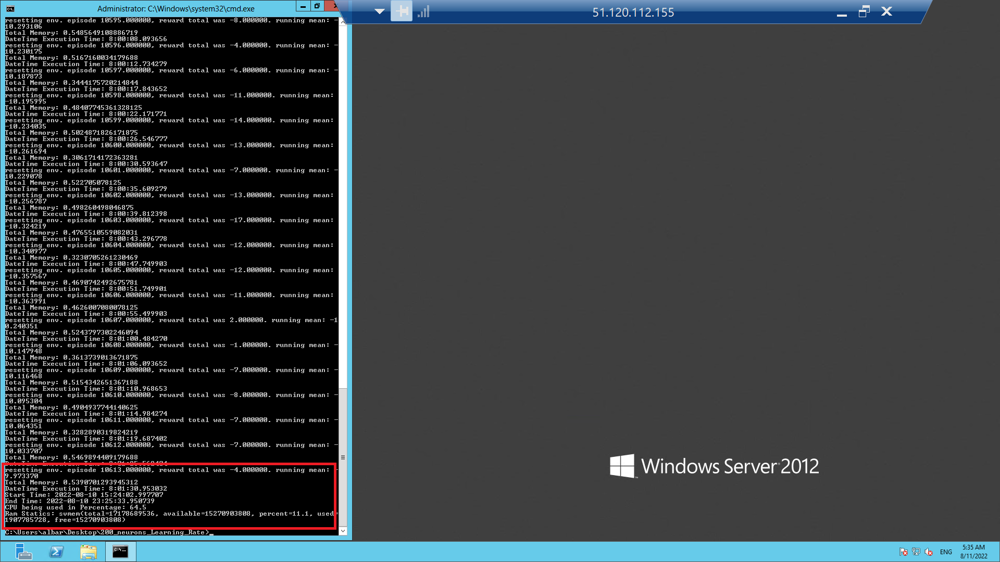 Administrator: C:\Windows\system32\cmd.exe
51.120.112.155
resetting env. episode 10595.000000, reward total was -8.000000. running mean: -
10.293106
Total Memory: 0.5485649108886719
DateTime Execution Time: 8:00:08.093656
resetting env. episode 10596.000000, reward total was -4.000000. running mean: -
10.230175
Total Memory: 0.5167160034179688
DateTime Execution Time: 8:00:12.734279
resetting env. episode 10597.000000, reward total was -6.000000. running mean: -
10.187873
Total Memory: 0.3444175720214844
DateTime Execution Time: 8:00:17.843652
resetting env. episode 10598.000000, reward total was -11.000000. running mean:
-10.195995
Total Memory: 0.48407745361328125
DateTime Execution Time: 8:00:22.171771
resetting env. episode 10599.000000, reward total was -14.000000. running mean:
-10.234035
Total Memory: 0.5024871826171875
DateTime Execution Time: 8:00:26.546777
resetting env. episode 10600.000000, reward total was -13.000000. running mean:
-10.261694
Total Memory: 0.3061714172363281
DateTime Execution Time: 8:00:30.593647
resetting env. episode 10601.000000, reward total was -7.000000. running mean: -
10.229078
Total Memory: 0.522705078125
DateTime Execution Time: 8:00:35.609279
resetting env. episode 10602.000000, reward total was -13.000000. running mean:
-10.256787
Total Memory: 0.498260498046875
DateTime Execution Time: 8:00:39.812398
resetting env. episode 10603.000000, reward total was -17.000000. running mean:
-10.324219
Total Memory: 0.4765510559082031
DateTime Execution Time: 8:00:43.296778
resetting env. episode 10604.000000, reward total was -12.000000. running mean:
-10.340977
Total Memory: 0.3230705261230469
DateTime Execution Time: 8:00:47.749903
resetting env. episode 10605.000000, reward total was -12.000000. running mean:
-10.357567
Total Memory: 0.4690742492675781
DateTime Execution Time: 8:00:51.749901
resetting env. episode 10606.000000, reward total was -11.000000. running mean:
-10.363991
Total Memory: 0.4626007080078125
DateTime Execution Time: 8:00:55.499903
resetting env. episode 10607.000000, reward total was 2.000000. running mean: -1
0.240351
Total Memory: 0.5243797302246094
DateTime Execution Time: 8:01:00.484270
resetting env. episode 10608.000000, reward total was -1.000000. running mean: -
10.147948
Total Memory: 0.3613739013671875
DateTime Execution Time: 8:01:06.093652
resetting env. episode 10609.000000, reward total was -7.000000. running mean: -
10.116468
Total Memory: 0.5154342651367188
DateTime Execution Time: 8:01:10.968653
resetting env. episode 10610.000000, reward total was -8.000000. running mean: -
10.095304
Total Memory: 0.4904937744140625
DateTime Execution Time: 8:01:14.984274
resetting env. episode 10611.000000, reward total was -7.000000. running mean: -
10.064351
Total Memory: 0.3282890319824219
DateTime Execution Time: 8:01:19.687402
resetting env. episode 10612.000000, reward total was -7.000000. running mean: -
10.033707
Total Memory: 0.5469894409179688
DateTime Execution Time:
resetting env. episode 10613.000000, reward total was -4.000000. running mean: -
9.973370
Total Memory: 0.5390701293945312
DateTime Execution Time: 8:01:30.953032
Start Time: 2022-08-10 15:24:02.997707
End Time: 2022-08-10 23:25:33.950739
CPU being used in Percentage: 64.5
Ram Statics: svmem(total=17178689536, available=15270903808, percent=11.1, used=
1907785728, free=15270903808)
C:\Users\albar\Desktop\200_neurons_Learning_Rate>_
Windows Server 2012
ENG
5:35 AM
8/11/2022